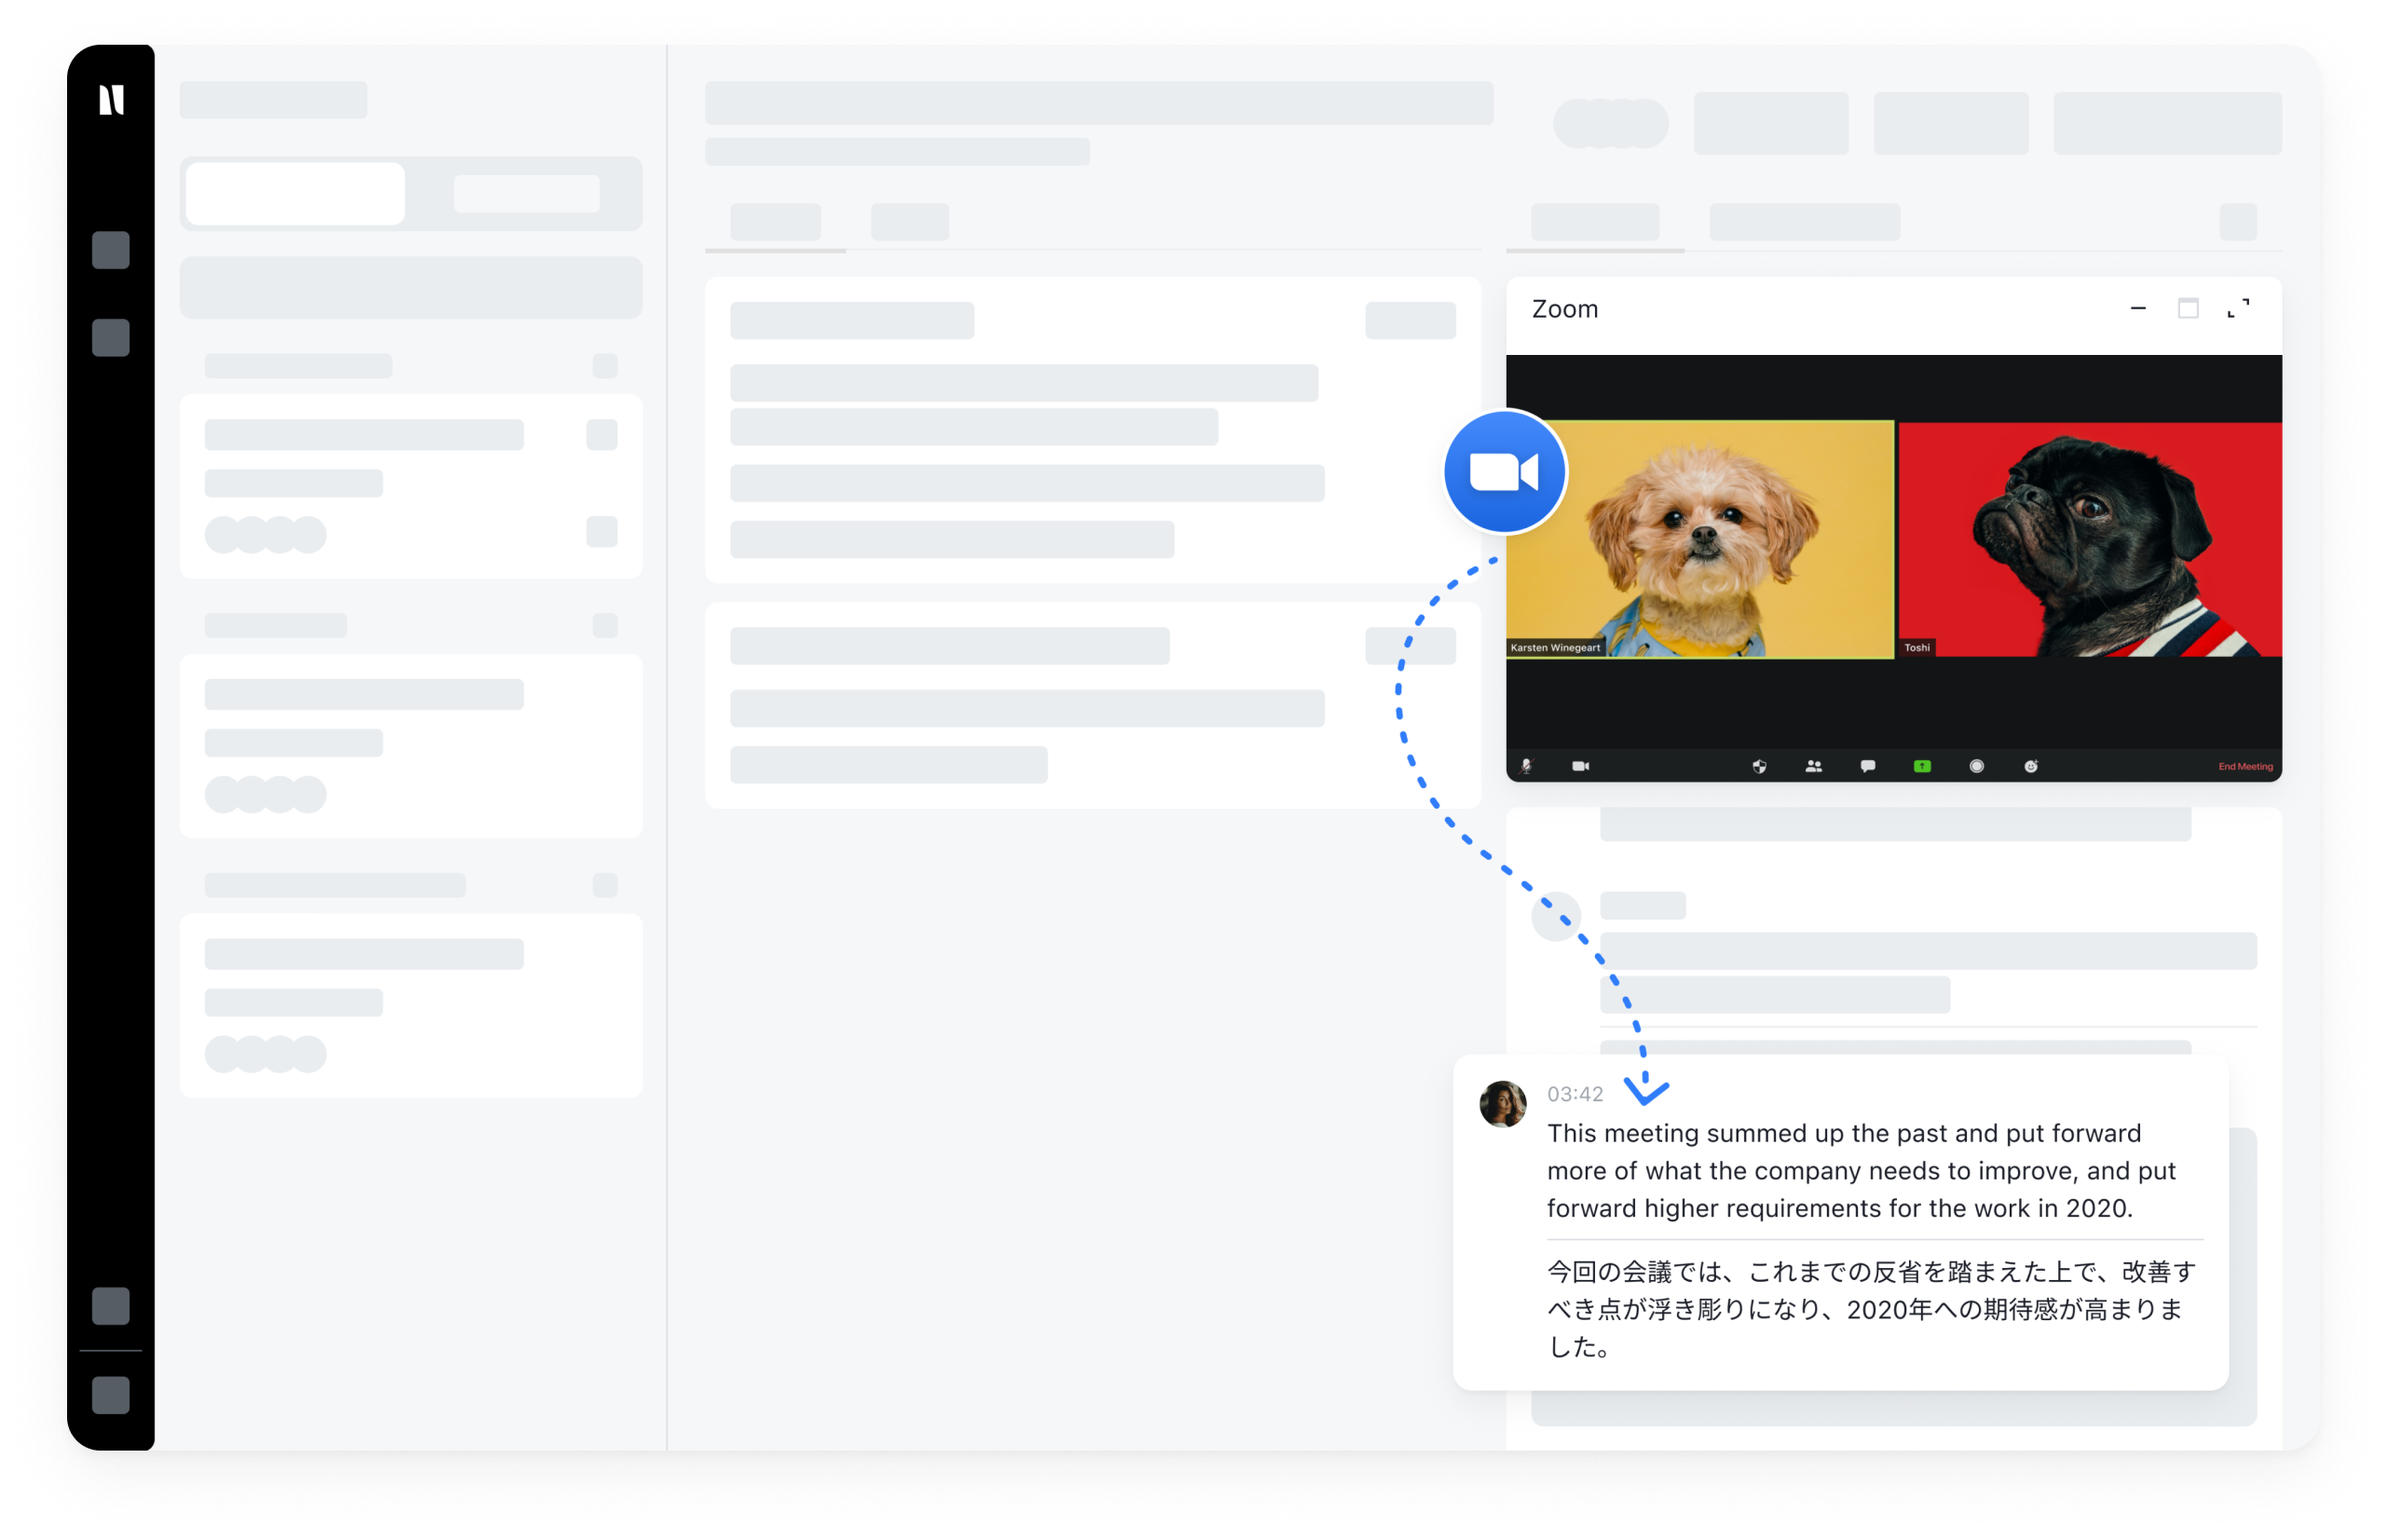 Zoom
Karsten Winegeart
Toshi
End Meeting
03:42
This meeting summed up the past and put forward
more of what the company needs to improve, and put
forward higher requirements for the work in 2020.
今回の会議では、これまでの反省を踏まえた上で、改善す
べき点が浮き彫りになり、2020年への期待感が高まりま
した。